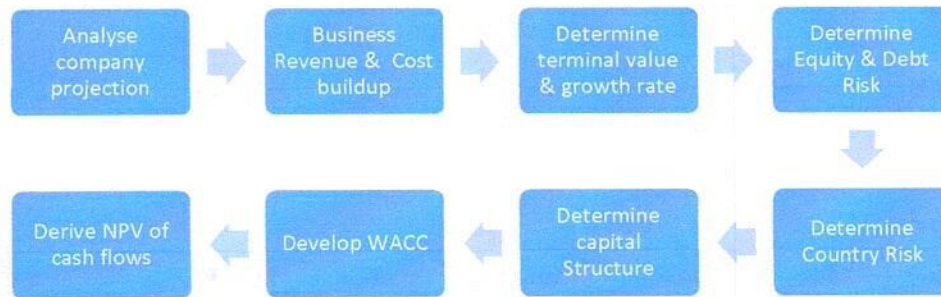 Analyse
company
projection
Business
Revenue & Cost
buildup
Determine
terminal value
& growth rate
Determine
Equity & Debt
Risk
Determine
Country Risk
Determine
capital
Structure
Develop WACC
Derive NPV of
cash flows